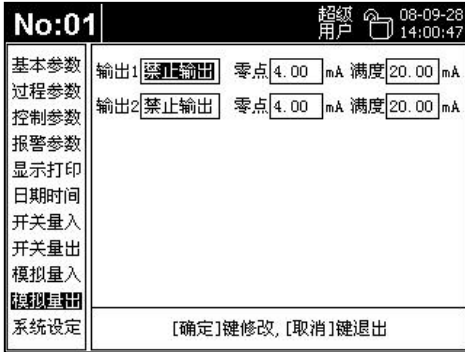 No:01 超级用户 08-09-28 14:00:47
基本参数
过程参数
控制参数
报警参数
显示打印
日期时间
开关量入
开关量出
模拟量入
模拟量出
系统设定
输出1 禁止输出 零点 4.00 mA 满度 20.00 mA
输出2 禁止输出 零点 4.00 mA 满度 20.00 mA
[确定]键修改,[取消]键退出